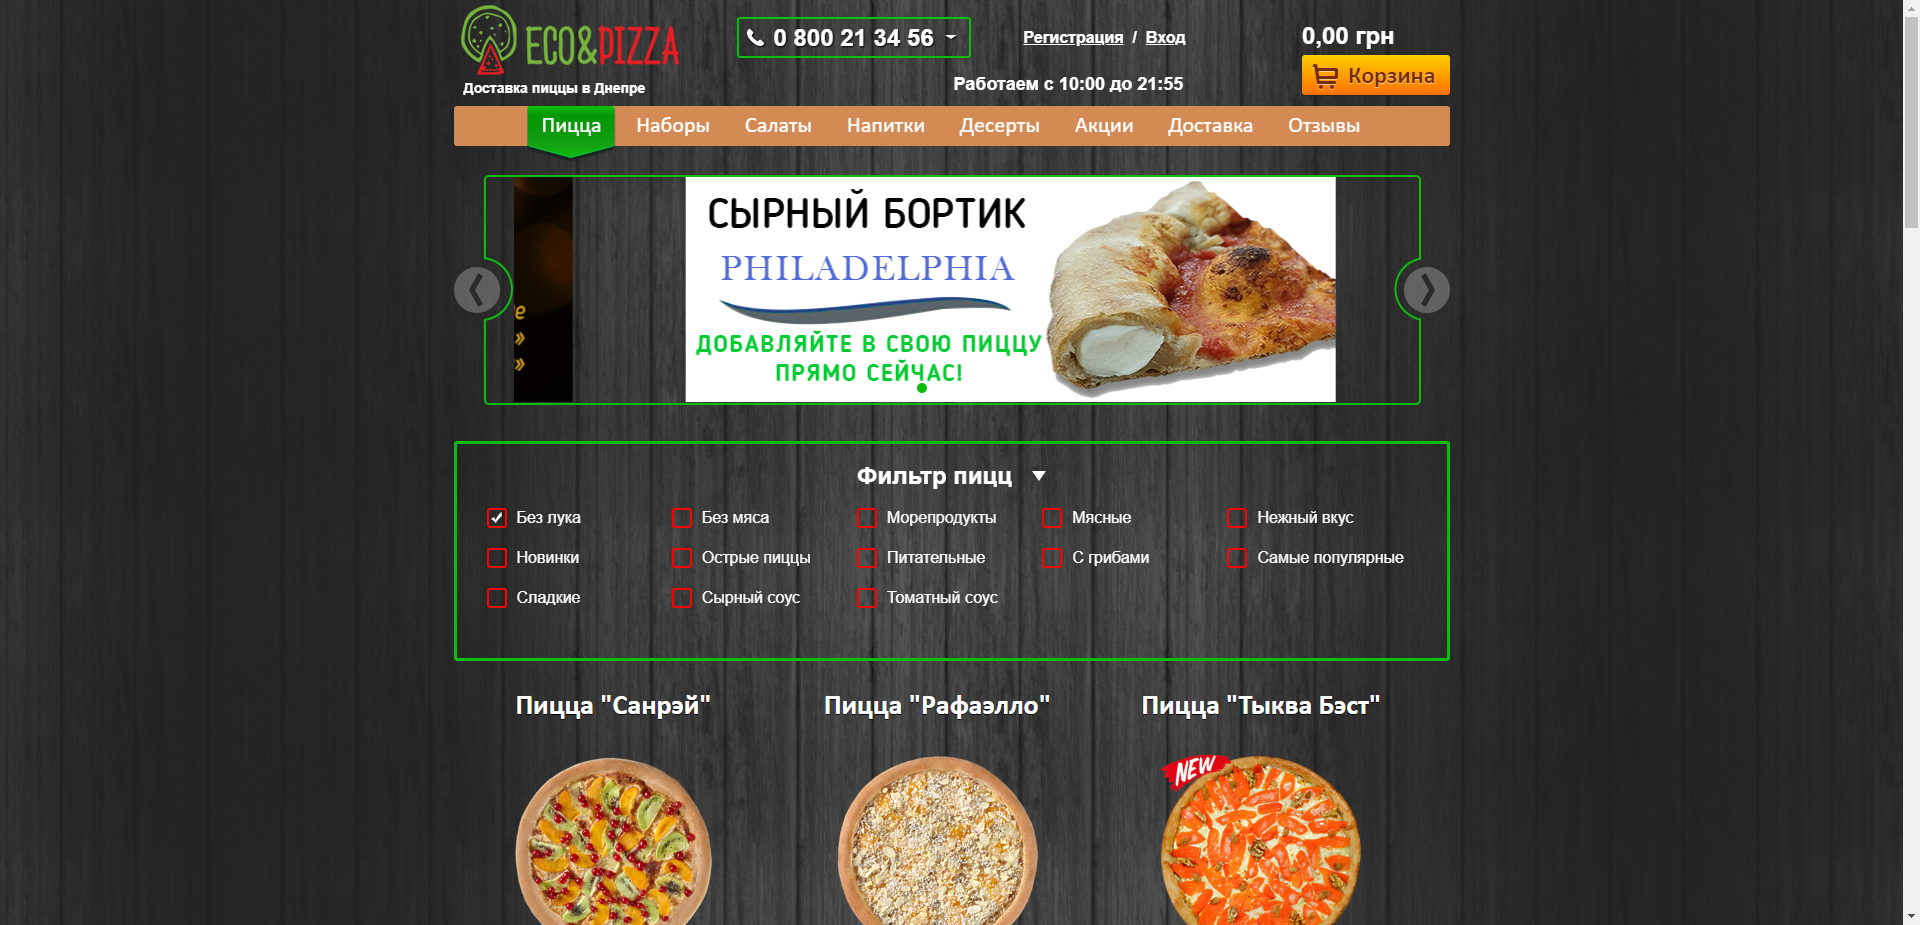 ECO&PIZZA
Доставка пиццы в Днепре
0 800 21 34 56
Регистрация / Вход
Работаем с 10:00 до 21:55
0,00 грн
Корзина
Пицца Наборы Салаты Напитки Десерты Акции Доставка Отзывы
е
»
»
СЫРНЫЙ БОРТИК
PHILADELPHIA
ДОБАВЛЯЙТЕ В СВОЮ ПИЦЦУ
ПРЯМО СЕЙЧАС!
Фильтр пицц
Без лука Без мяса Морепродукты Мясные Нежный вкус
Новинки Острые пиццы Питательные С грибами Самые популярные
Сладкие Сырный соус Томатный соус
Пицца "Санрэй" Пицца "Рафаэлло" Пицца "Тыква Бэст"
NEW